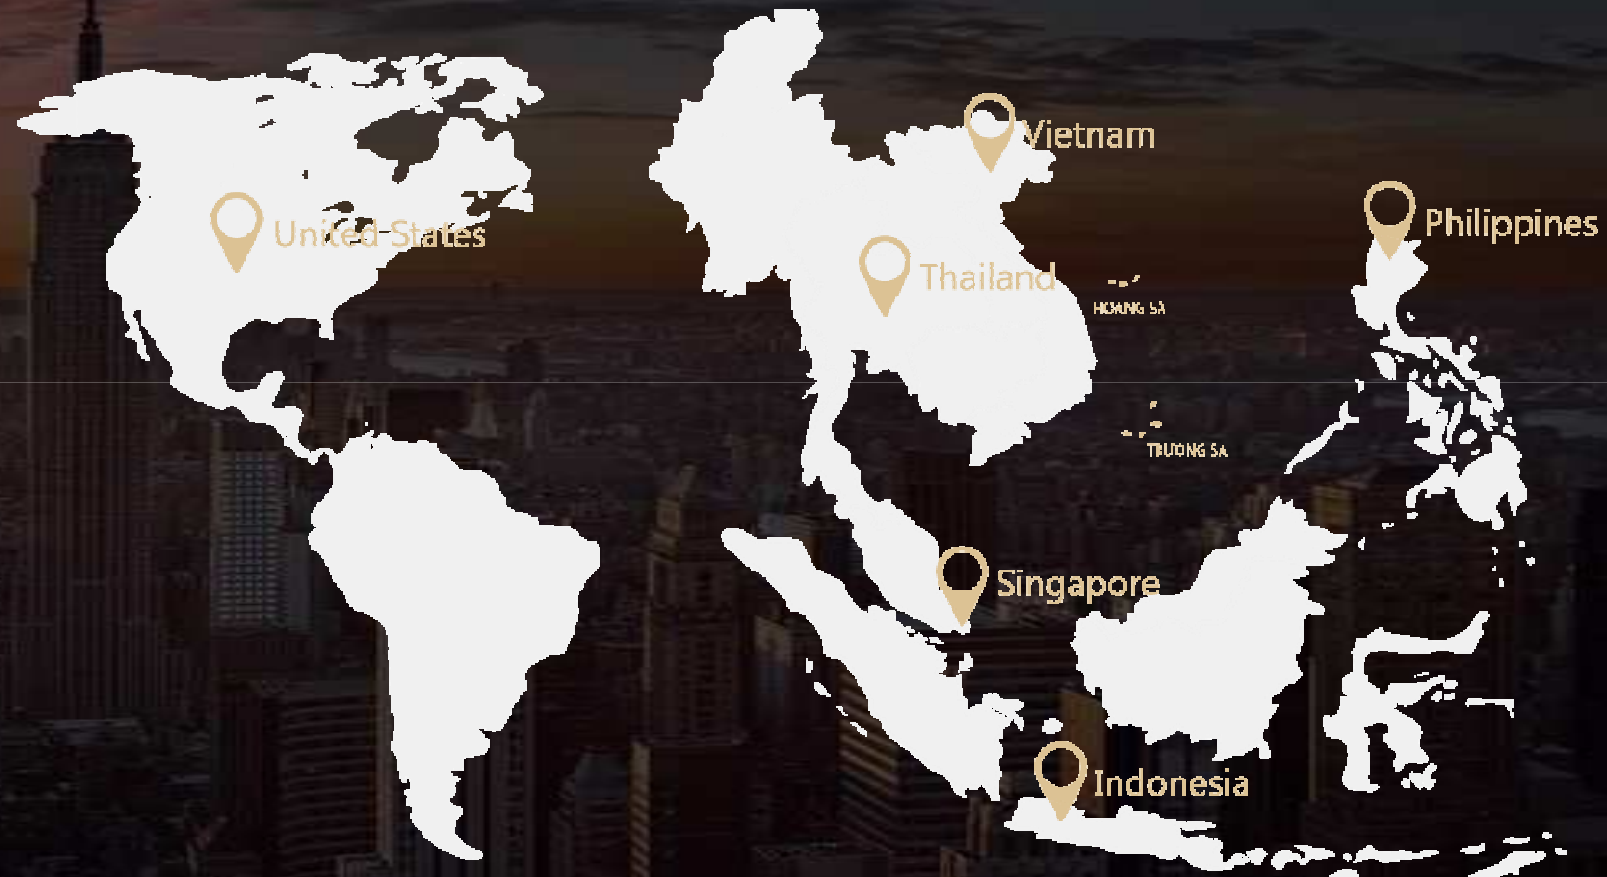 Vietnam
Philippines
United States
Thailand
HOANG SA
TRUONG SA
Singapore
Indonesia